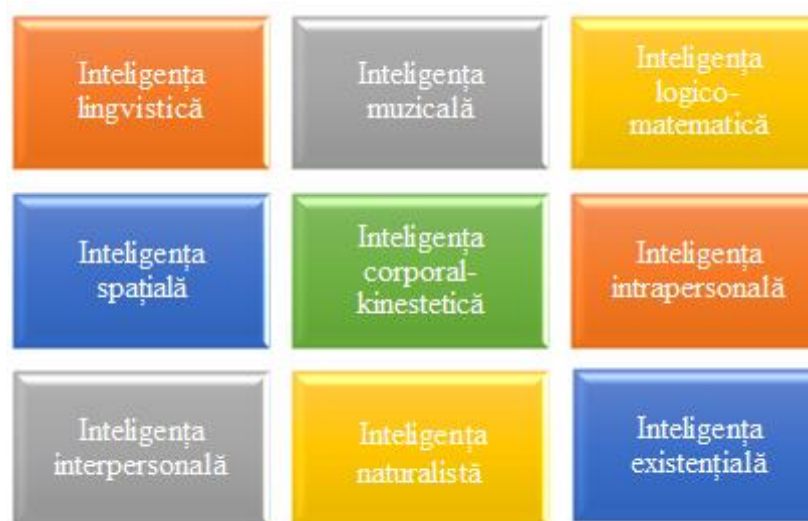 Inteligența
lingvistică
Inteligența
muzicală
Inteligența
logico-
matematică
Inteligența
spațială
Inteligența
corporal-
kinestetică
Inteligența
intrapersonală
Inteligența
interpersonală
Inteligența
naturalistă
Inteligența
existențială